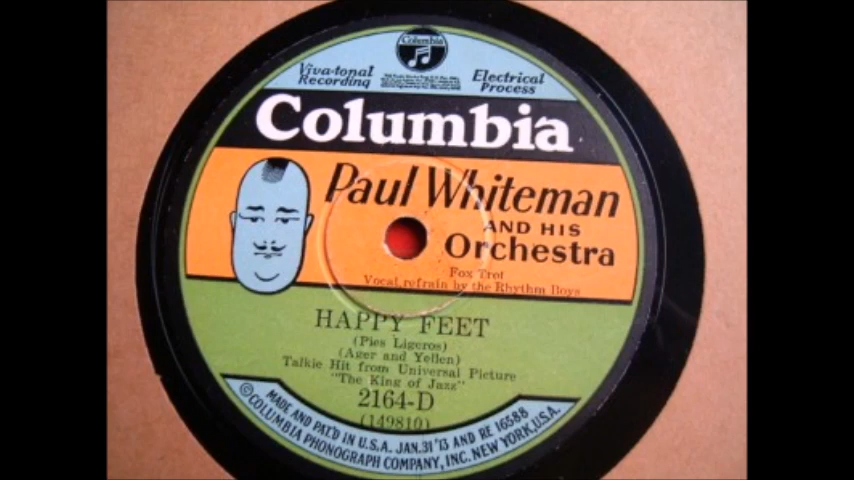 Columbia
Viva-tonal
Recording
Electrical
Process
Columbia
Paul Whiteman
AND HIS
Orchestra
Fox Trot
Vocal refrain by the Rhythm Boys
HAPPY FEET
(Pies Ligeros)
(Ager and Yellen)
Talkie Hit from Universal Picture
"The King of Jazz"
2164-D
(149810)
MADE AND PAT'D IN U.S.A. JAN. 31 '13 AND RE 16588
©COLUMBIA PHONOGRAPH COMPANY, INC. NEW YORK, U.S.A.